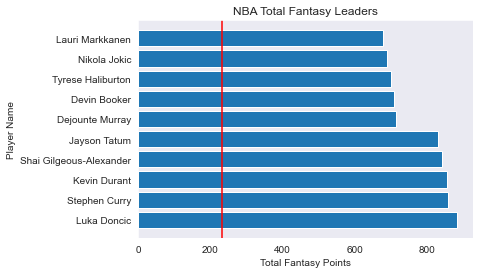 NBA Total Fantasy Leaders
Player Name
Lauri Markkanen
Nikola Jokic
Tyrese Haliburton
Devin Booker
Dejounte Murray
Jayson Tatum
Shai Gilgeous-Alexander
Kevin Durant
Stephen Curry
Luka Doncic
0 200 400 600 800
Total Fantasy Points